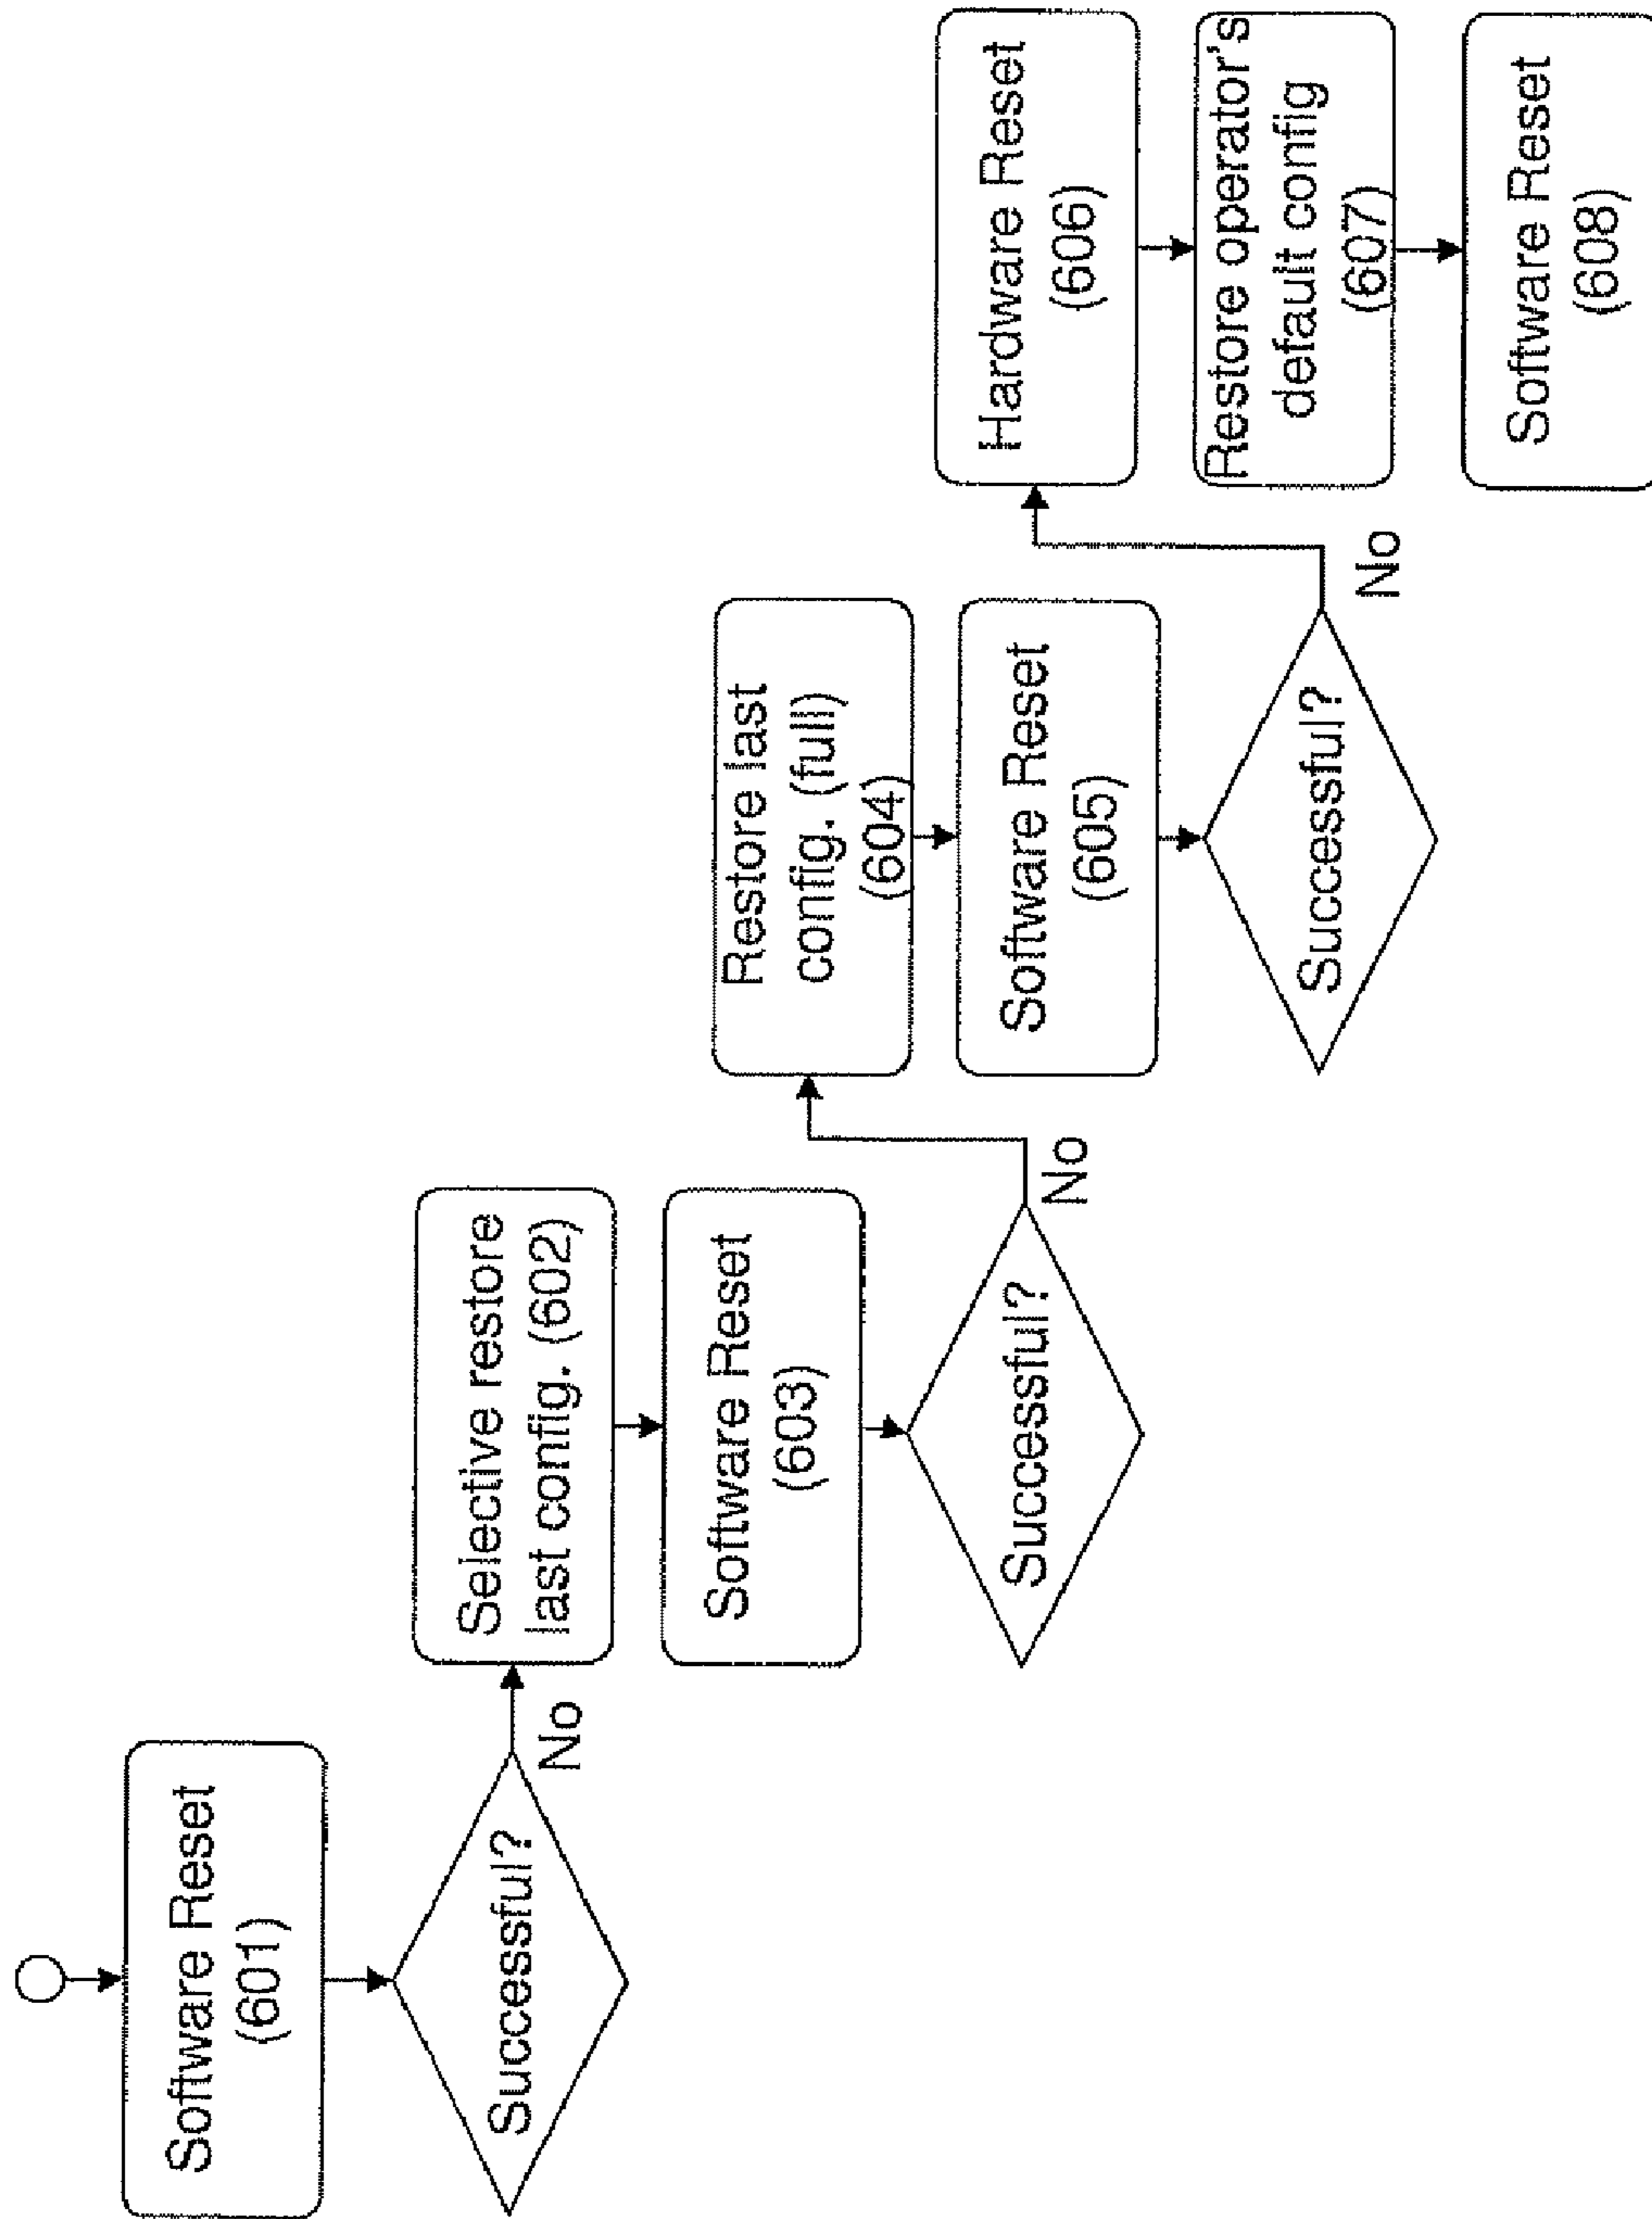 Software Reset
(601)
Successful?
No
Selective restore
last config. (602)
Software Reset
(603)
Successful?
No
Restore last
config. (full)
(604)
Software Reset
(605)
Successful?
No
Hardware Reset
(606)
Restore operator's
default config
(607)
Software Reset
(608)